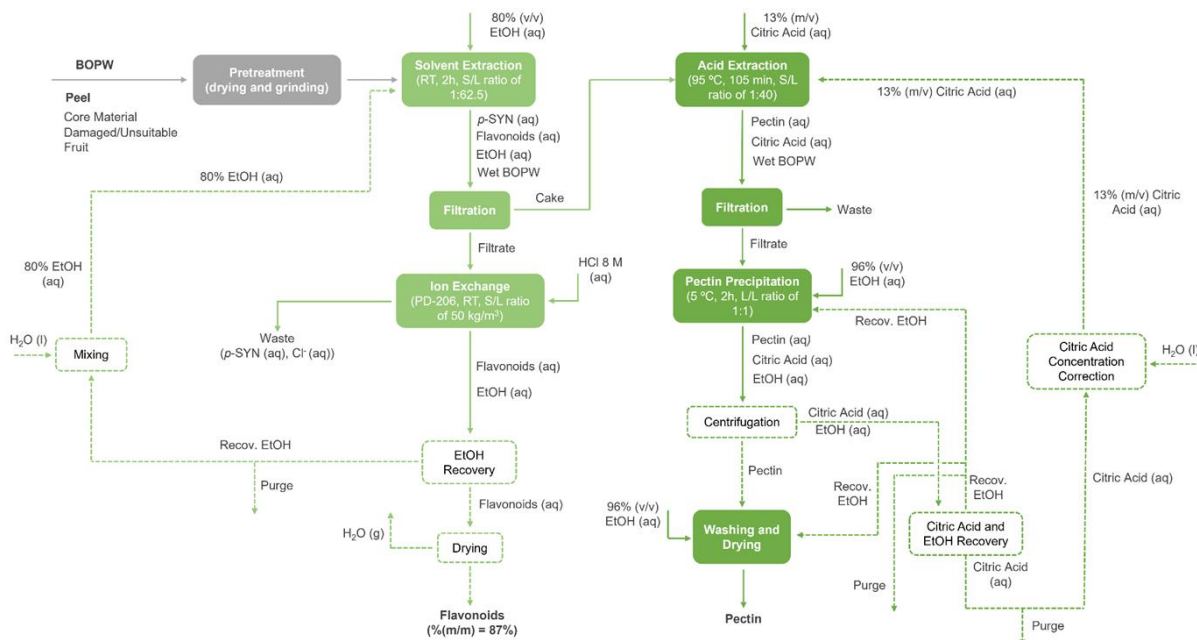 BOPW
Peel
Core Material
Damaged/Unsuitable
Fruit
Pretreatment
(drying and grinding)
80% (v/v)
EtOH (aq)
Solvent Extraction
(RT, 2h, S/L ratio of
1:62.5)
p-SYN (aq)
Flavonoids (aq)
EtOH (aq)
Wet BOPW
80% EtOH (aq)
Filtration
Cake
Filtrate
HCl 8 M
(aq)
Ion Exchange
(PD-206, RT, S/L ratio
of 50 kg/m³)
Waste
(p-SYN (aq), Cl⁻ (aq))
80% EtOH
(aq)
H₂O (l)
Mixing
Flavonoids (aq)
EtOH (aq)
Recov. EtOH
Purge
EtOH
Recovery
Flavonoids (aq)
H₂O (g)
Drying
Flavonoids
(%(m/m) = 87%)
13% (m/v)
Citric Acid (aq)
Acid Extraction
(95 ºC, 105 min, S/L
ratio of 1:40)
13% (m/v) Citric Acid (aq)
Pectin (aq)
Citric Acid (aq)
Wet BOPW
Filtration
Waste
Filtrate
13% (m/v) Citric
Acid (aq)
96% (v/v)
EtOH (aq)
Pectin Precipitation
(5 ºC, 2h, L/L ratio of
1:1)
Recov. EtOH
Pectin (aq)
Citric Acid (aq)
EtOH (aq)
Citric Acid
Concentration
Correction
H₂O (l)
Centrifugation
Citric Acid (aq)
EtOH (aq)
Pectin
Recov.
EtOH
Recov.
EtOH
Citric Acid (aq)
96% (v/v)
EtOH (aq)
Washing and
Drying
Citric Acid and
EtOH Recovery
Citric Acid
(aq)
Purge
Purge
Pectin